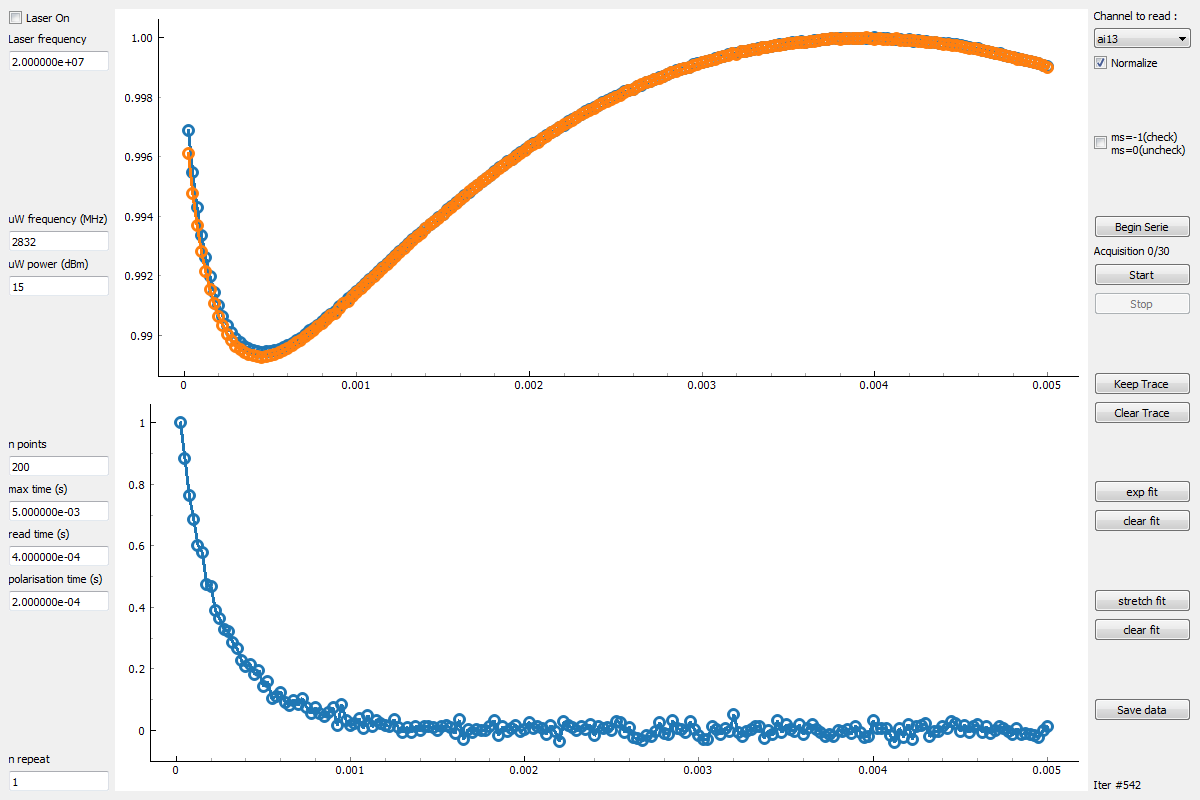 Laser On
Laser frequency
2.000000e+07
uW frequency (MHz)
2832
uW power (dBm)
15
n points
200
max time (s)
5.000000e-03
read time (s)
4.000000e-04
polarisation time (s)
2.000000e-04
n repeat
1
1.00
0.998
0.996
0.994
0.992
0.99
0 0.001 0.002 0.003 0.004 0.005
1
0.8
0.6
0.4
0.2
0
0 0.001 0.002 0.003 0.004 0.005
Channel to read :
ai13
Normalize
ms=-1(check)
ms=0(uncheck)
Begin Serie
Acquisition 0/30
Start
Stop
Keep Trace
Clear Trace
exp fit
clear fit
stretch fit
clear fit
Save data
Iter #542